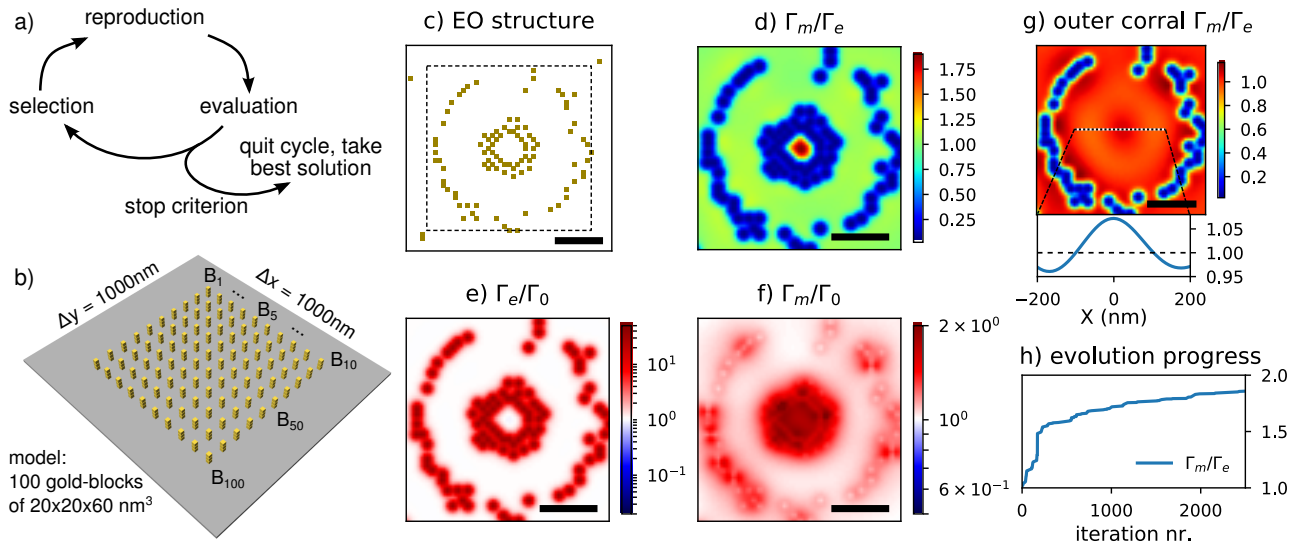 a)
reproduction
selection
evaluation
quit cycle, take
best solution
stop criterion
b)
Δy = 1000nm
Δx = 1000nm
B₁
...
B₅
...
B₁₀
B₅₀
B₁₀₀
model:
100 gold-blocks
of 20x20x60 nm³
c) EO structure
d) Γₘ/Γₑ
1.75
1.50
1.25
1.00
0.75
0.50
0.25
e) Γₑ/Γ₀
10¹
10⁰
10⁻¹
f) Γₘ/Γ₀
2 × 10⁰
10⁰
6 × 10⁻¹
g) outer corral Γₘ/Γₑ
1.0
0.8
0.6
0.4
0.2
1.05
1.00
0.95
−200
0
200
X (nm)
h) evolution progress
2.0
1.5
1.0
Γₘ/Γₑ
0
1000
2000
iteration nr.